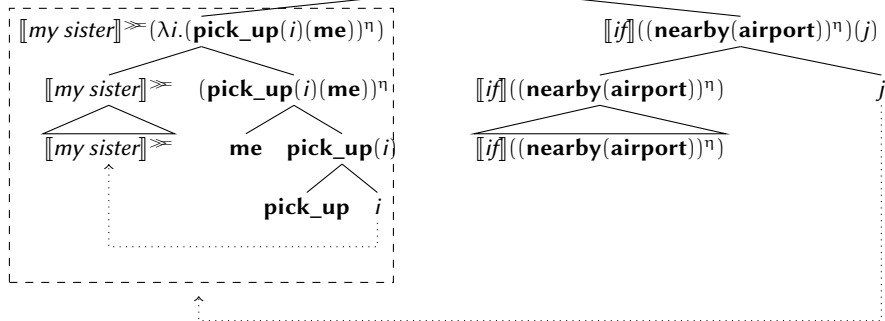 ⟦my sister⟧≫= (λi.(pick_up(i)(me))η) ⟦if⟧((nearby(airport))η)(j)
⟦my sister⟧≫= (pick_up(i)(me))η ⟦if⟧((nearby(airport))η) j
⟦my sister⟧≫= me pick_up(i) ⟦if⟧((nearby(airport))η)
pick_up i